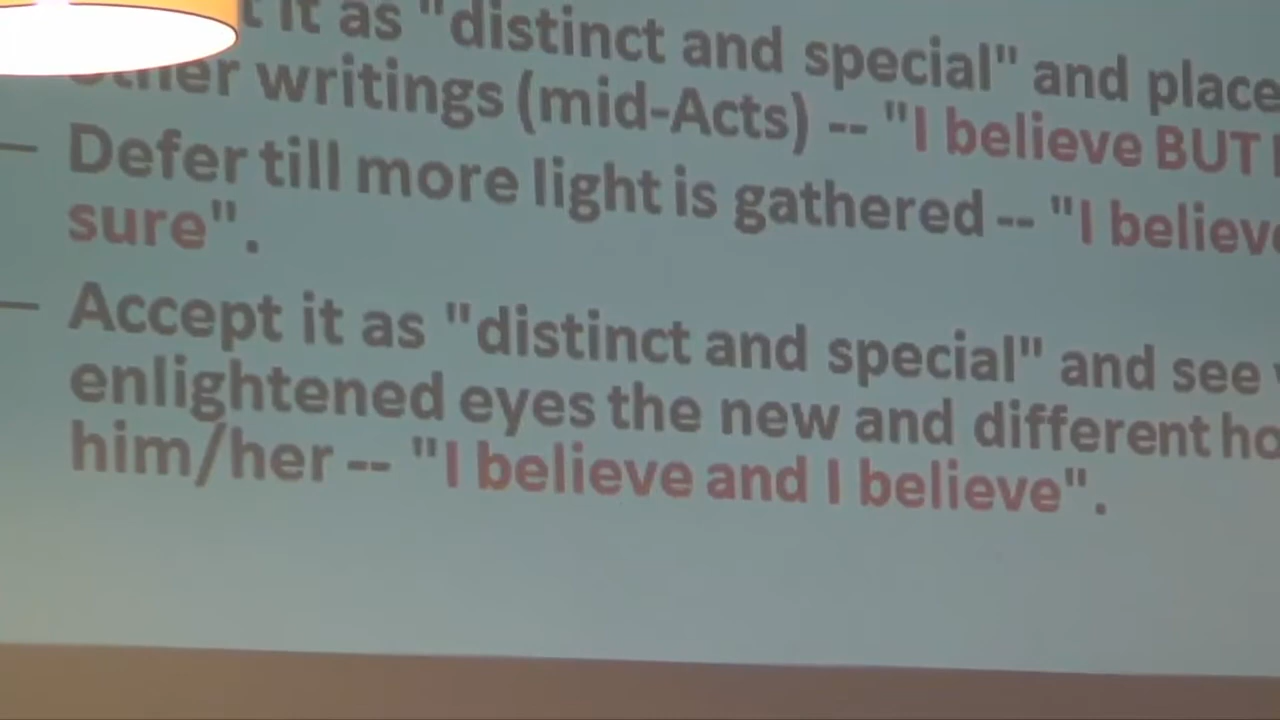 it as "distinct and special" and place
writings (mid-Acts) -- "I believe BUT
— Defer till more light is gathered -- "I believe
sure".
— Accept it as "distinct and special" and see
enlightened eyes the new and different
him/her -- "I believe and I believe".